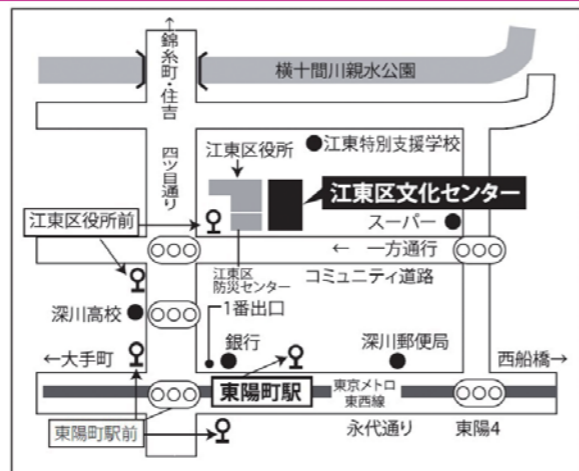 ←錦糸町・住吉
横十間川親水公園
四ツ目通り
江東区役所
江東特別支援学校
江東区文化センター
江東区役所前
スーパー
← 一方通行
江東区
防災センター
コミュニティ道路
1番出口
深川高校
銀行
深川郵便局
←大手町
西船橋→
東陽町駅
東京メトロ
東西線
東陽町駅前
永代通り
東陽4